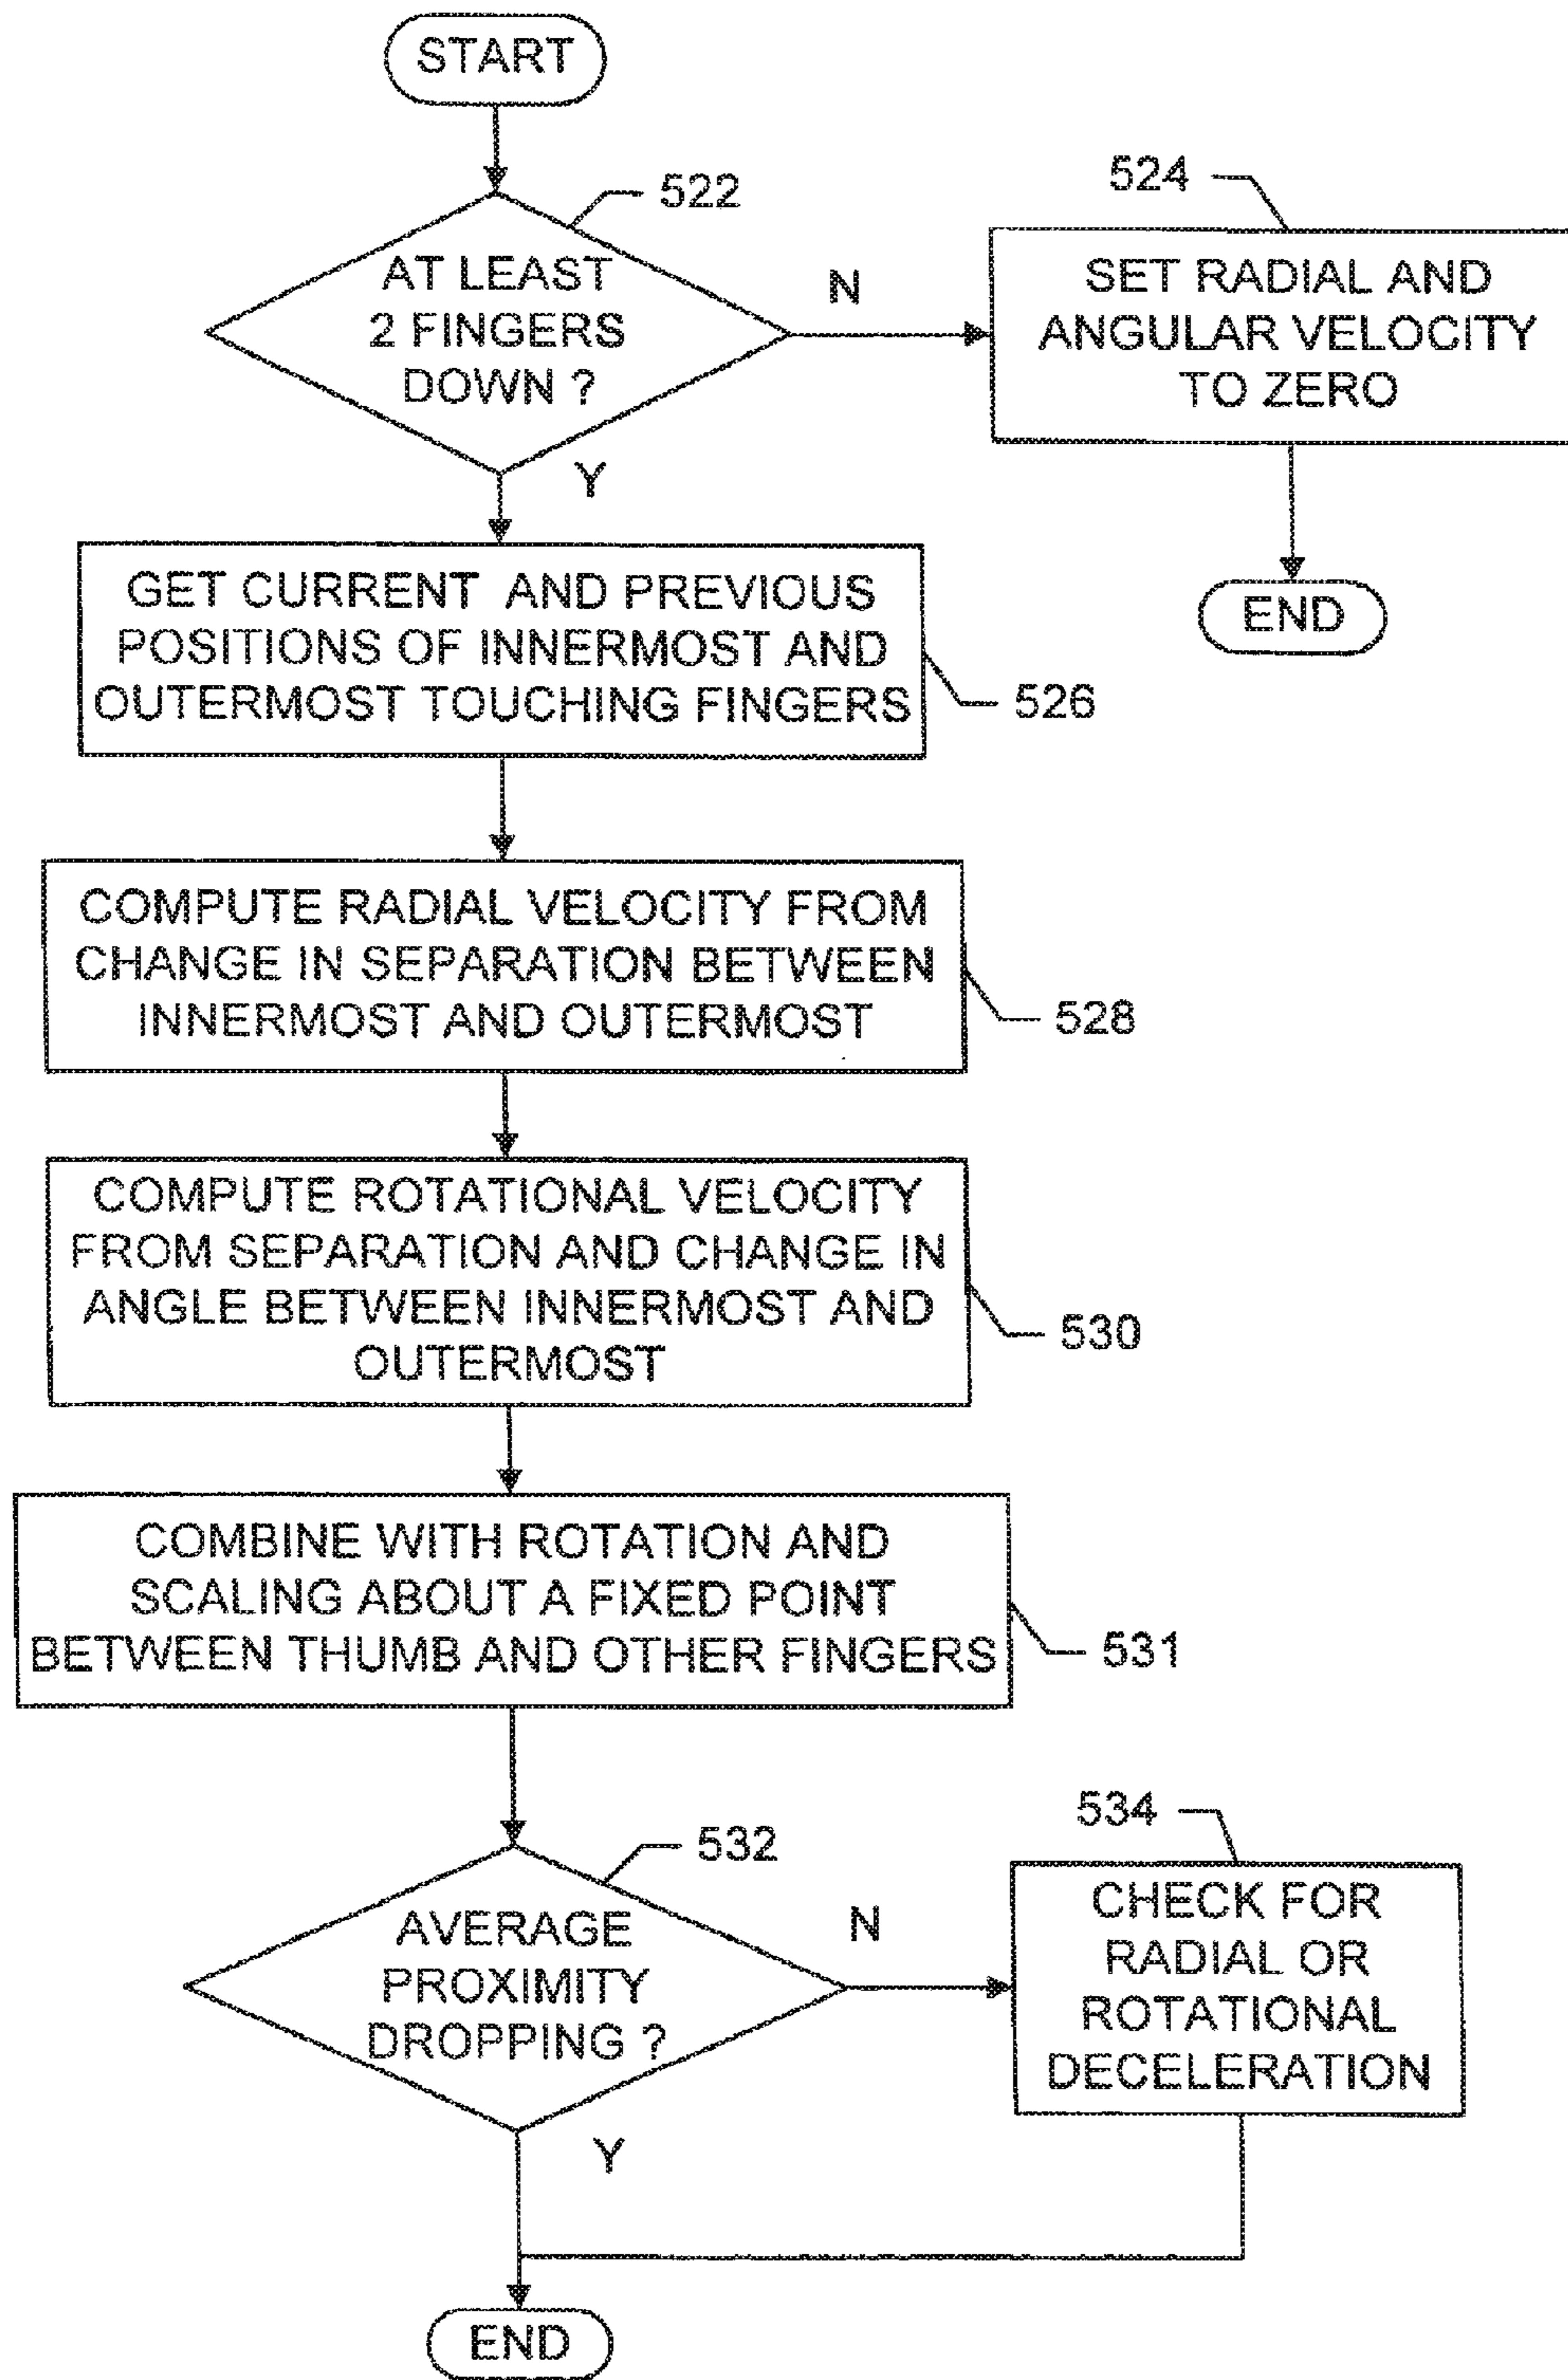 START
522
AT LEAST
2 FINGERS
DOWN ?
N
Y
524
SET RADIAL AND
ANGULAR VELOCITY
TO ZERO
END
GET CURRENT AND PREVIOUS
POSITIONS OF INNERMOST AND
OUTERMOST TOUCHING FINGERS
526
COMPUTE RADIAL VELOCITY FROM
CHANGE IN SEPARATION BETWEEN
INNERMOST AND OUTERMOST
528
COMPUTE ROTATIONAL VELOCITY
FROM SEPARATION AND CHANGE IN
ANGLE BETWEEN INNERMOST AND
OUTERMOST
530
COMBINE WITH ROTATION AND
SCALING ABOUT A FIXED POINT
BETWEEN THUMB AND OTHER FINGERS
531
532
AVERAGE
PROXIMITY
DROPPING ?
N
Y
534
CHECK FOR
RADIAL OR
ROTATIONAL
DECELERATION
END